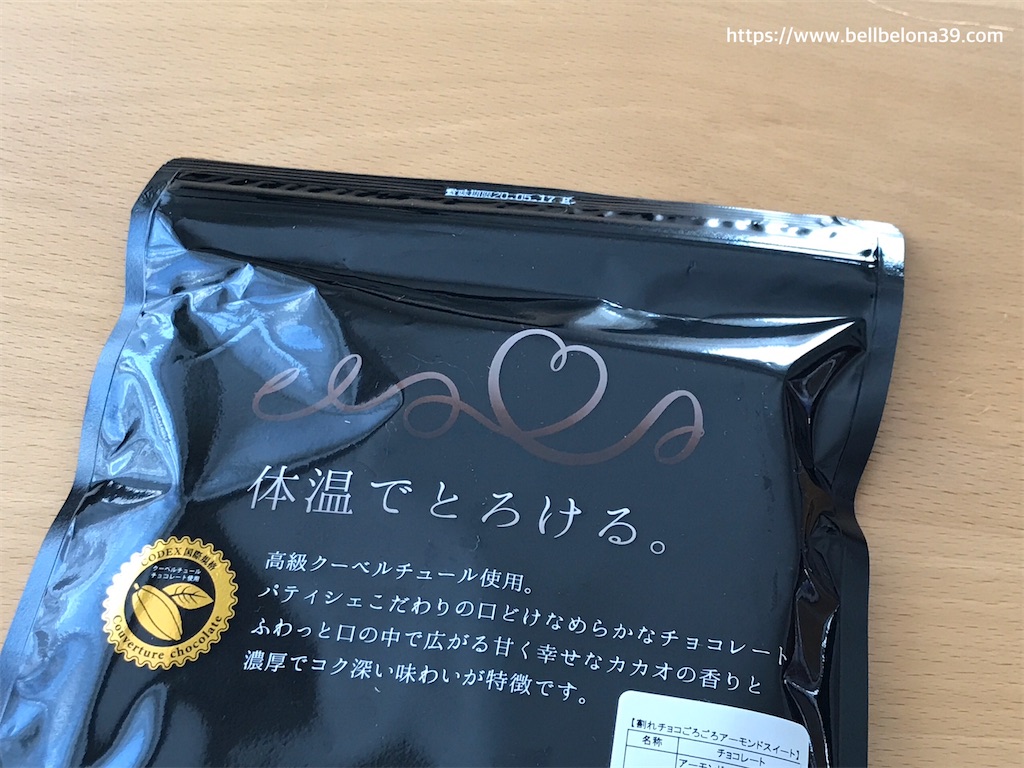 https://www.bellbelona39.com
賞味期限20.05.17
体温でとろける。
高級クーベルチュール使用。
パティシェこだわりの口どけなめらかなチョコレート
ふわっと口の中で広がる甘く幸せなカカオの香りと
濃厚でコク深い味わいが特徴です。
CODEX国際規格
クーベルチュール
チョコレート使用
Couverture chocolate
【割れチョコごろごろアーモンドスイート】
名称 チョコレート